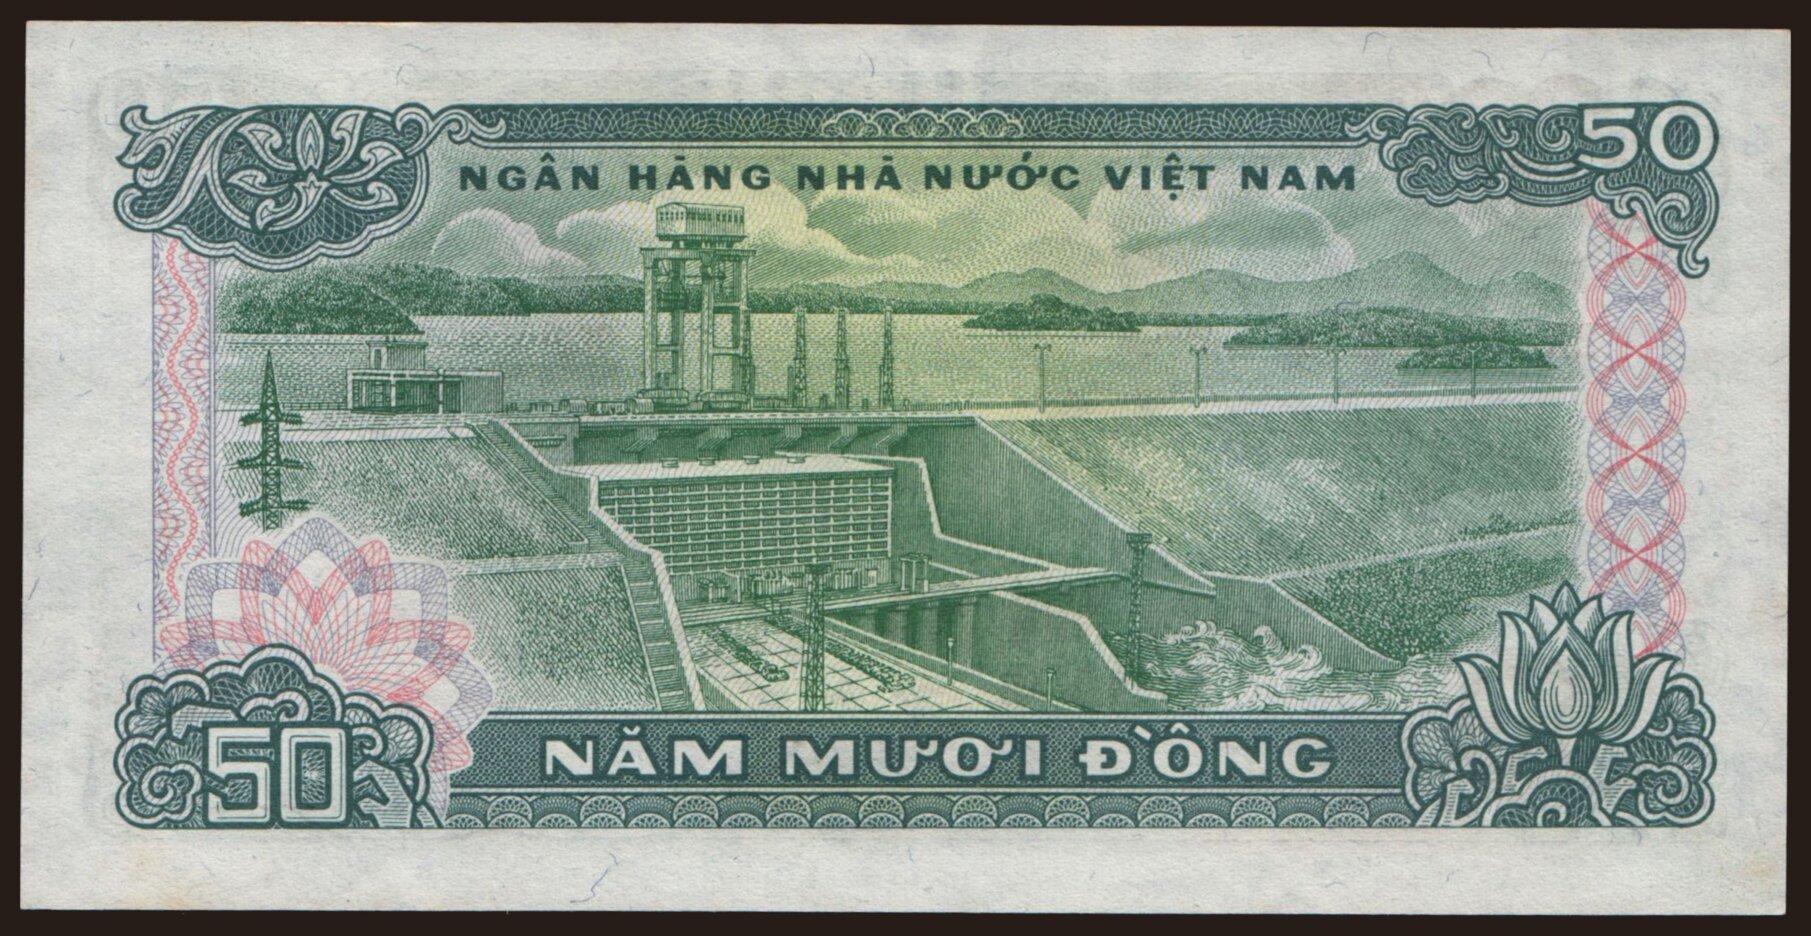 50
NGÂN HÀNG NHÀ NƯỚC VIỆT NAM
50
NĂM MƯƠI ĐỒNG